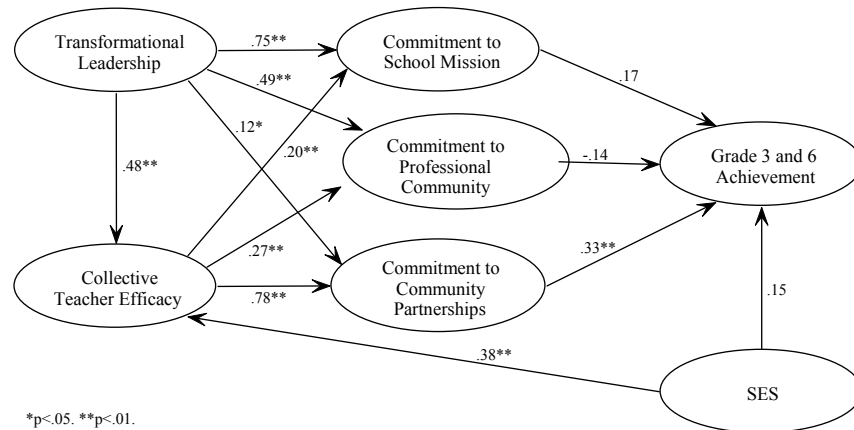 Transformational
Leadership
.75**
Commitment to
School Mission
.17
.49**
.12*
.20**
Commitment to
Professional
Community
-.14
Grade 3 and 6
Achievement
.48**
.27**
.33**
Collective
Teacher Efficacy
.78**
Commitment to
Community
Partnerships
.15
.38**
SES
*p<.05. **p<.01.